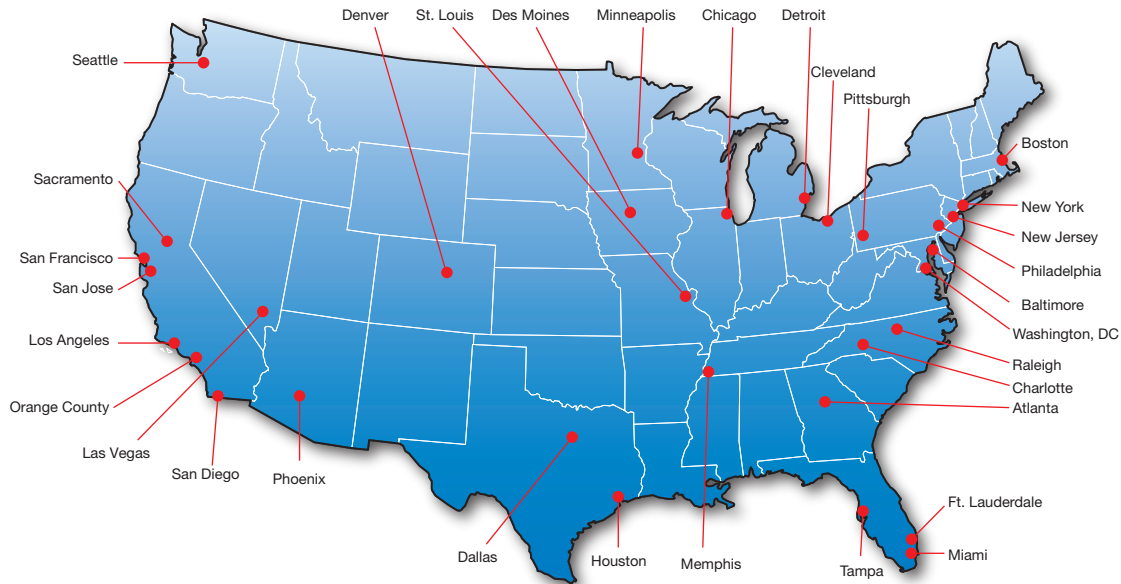 Denver
St. Louis
Des Moines
Minneapolis
Chicago
Detroit
Seattle
Cleveland
Pittsburgh
Boston
Sacramento
New York
New Jersey
San Francisco
Philadelphia
San Jose
Baltimore
Washington, DC
Los Angeles
Raleigh
Charlotte
Orange County
Atlanta
Las Vegas
San Diego
Phoenix
Ft. Lauderdale
Dallas
Houston
Memphis
Miami
Tampa